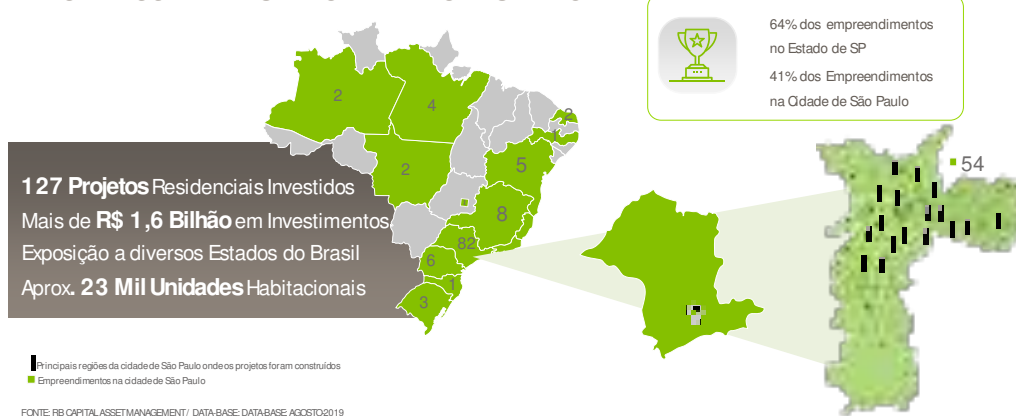 64% dos empreendimentos
no Estado de SP
41% dos Empreendimentos
na Cidade de São Paulo
2
4
2
1
2
5
8
82
6
1
3
54
127 Projetos Residenciais Investidos
Mais de R$ 1,6 Bilhão em Investimentos
Exposição a diversos Estados do Brasil
Aprox. 23 Mil Unidades Habitacionais
Principais regiões da cidade de São Paulo onde os projetos foram construídos
Empreendimentos na cidade de São Paulo
FONTE: RB CAPITAL ASSET MANAGEMENT / DATA-BASE: DATA-BASE: AGOSTO2019